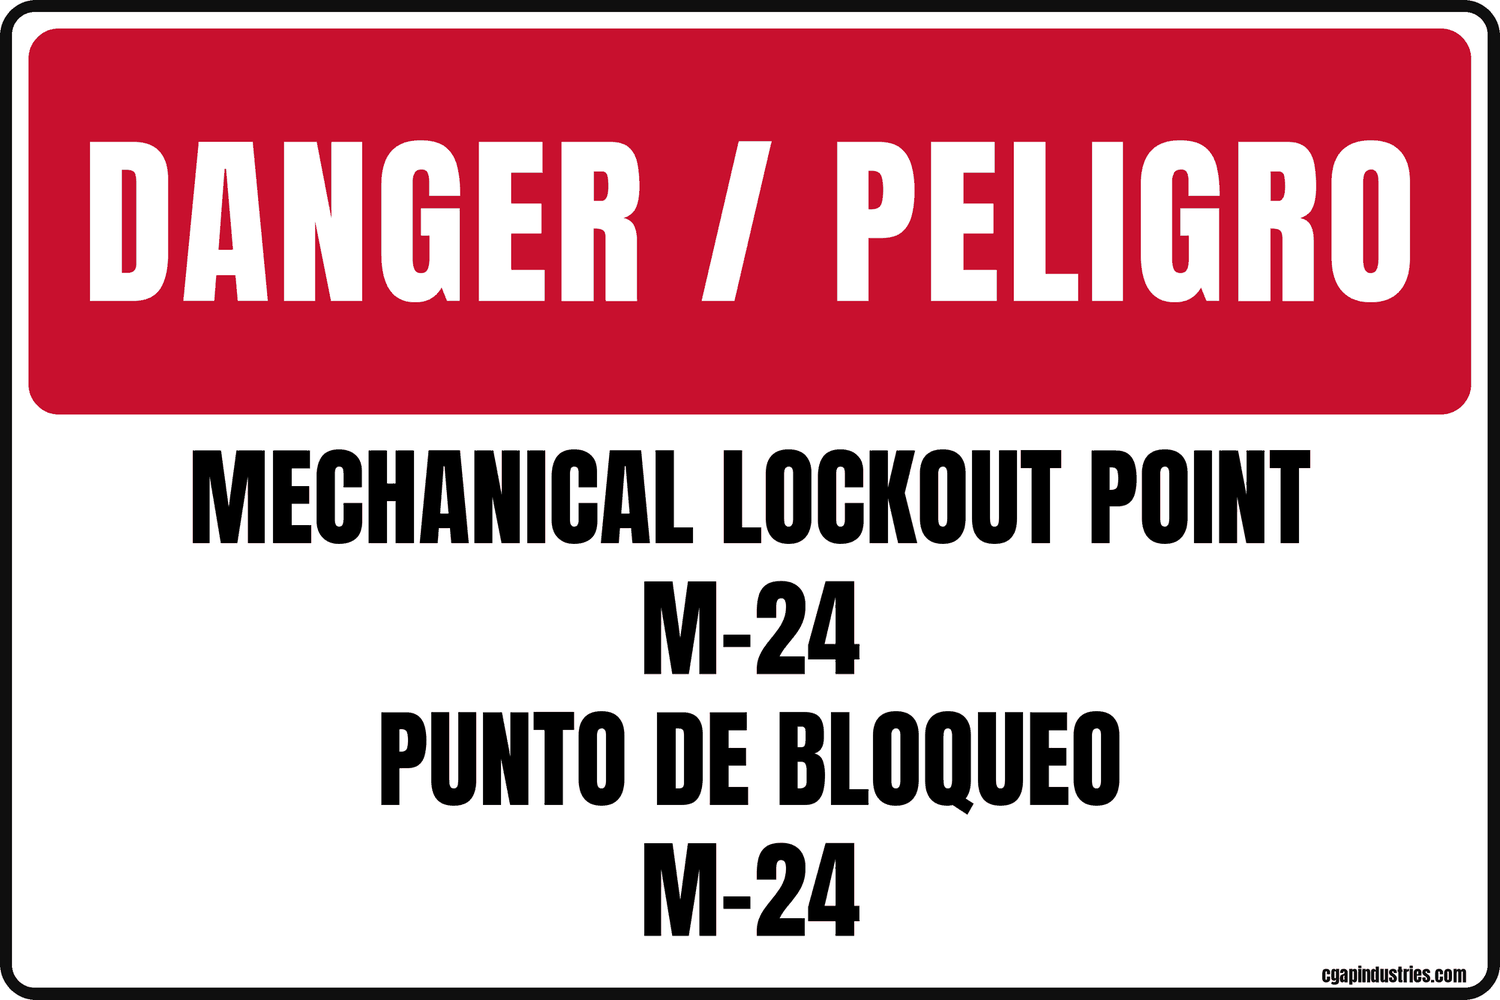 DANGER / PELIGRO
MECHANICAL LOCKOUT POINT
M-24
PUNTO DE BLOQUEO
M-24
cgapindustries.com